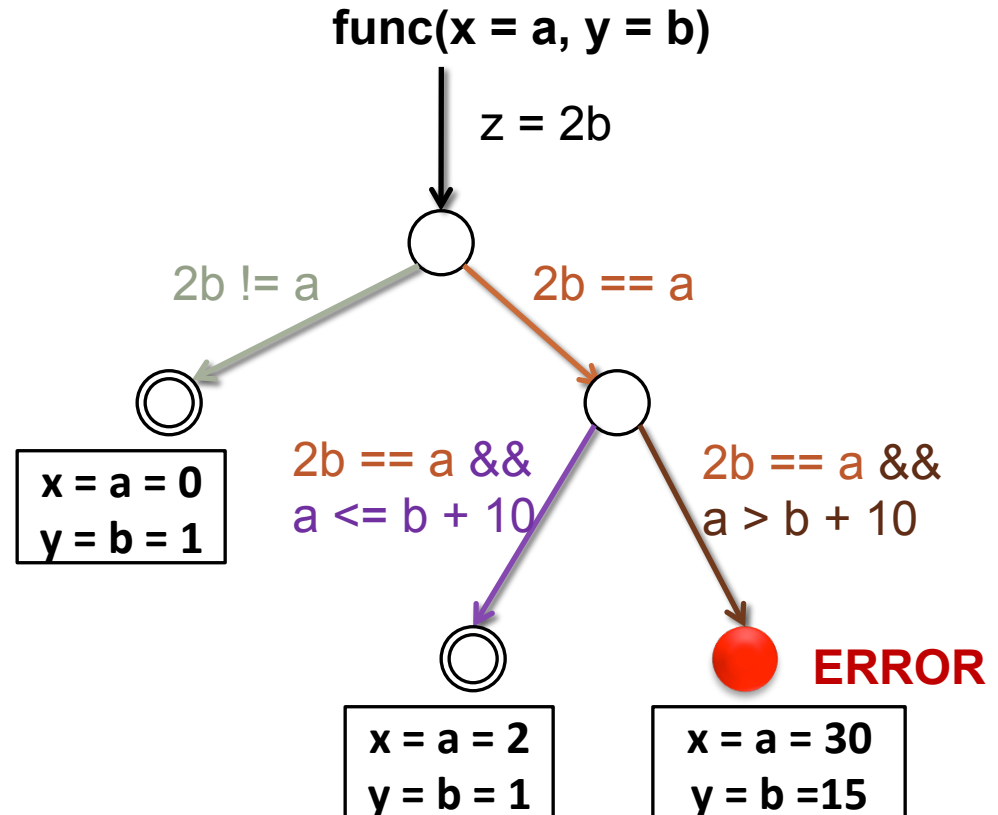 func(x = a, y = b)
z = 2b
2b != a
2b == a
x = a = 0
y = b = 1
2b == a &&
a <= b + 10
2b == a &&
a > b + 10
ERROR
x = a = 2
y = b = 1
x = a = 30
y = b =15